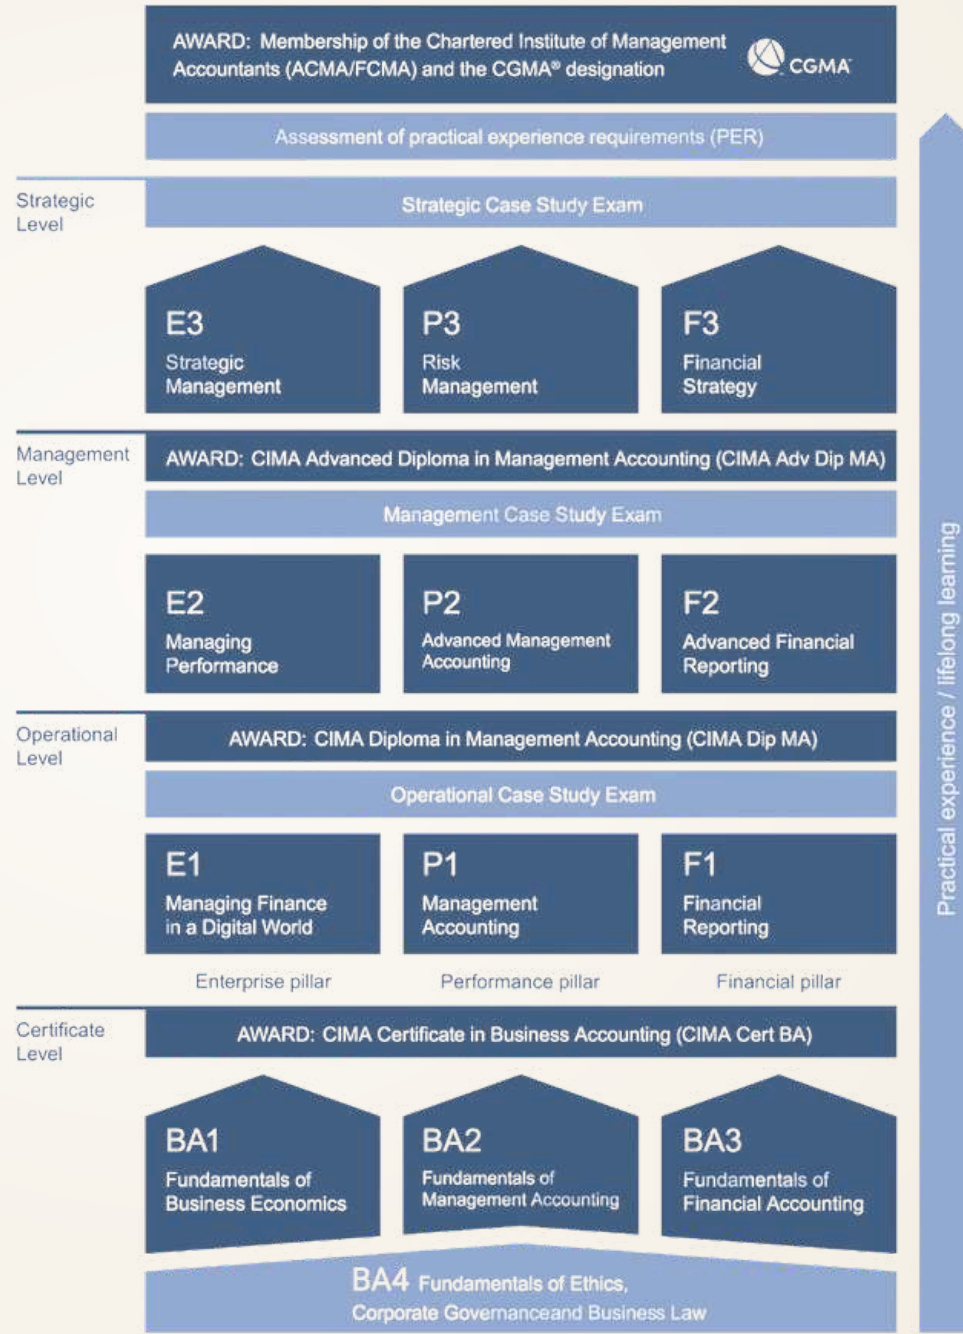 AWARD: Membership of the Chartered Institute of Management
Accountants (ACMA/FCMA) and the CGMA® designation
CGMA™
Assessment of practical experience requirements (PER)
Strategic
Level
Strategic Case Study Exam
E3
Strategic
Management
P3
Risk
Management
F3
Financial
Strategy
Management
Level
AWARD: CIMA Advanced Diploma in Management Accounting (CIMA Adv Dip MA)
Management Case Study Exam
E2
Managing
Performance
P2
Advanced Management
Accounting
F2
Advanced Financial
Reporting
Operational
Level
AWARD: CIMA Diploma in Management Accounting (CIMA Dip MA)
Operational Case Study Exam
E1
Managing Finance
in a Digital World
P1
Management
Accounting
F1
Financial
Reporting
Enterprise pillar
Performance pillar
Financial pillar
Certificate
Level
AWARD: CIMA Certificate in Business Accounting (CIMA Cert BA)
BA1
Fundamentals of
Business Economics
BA2
Fundamentals of
Management Accounting
BA3
Fundamentals of
Financial Accounting
BA4 Fundamentals of Ethics,
Corporate Governanceand Business Law
Practical experience / lifelong learning